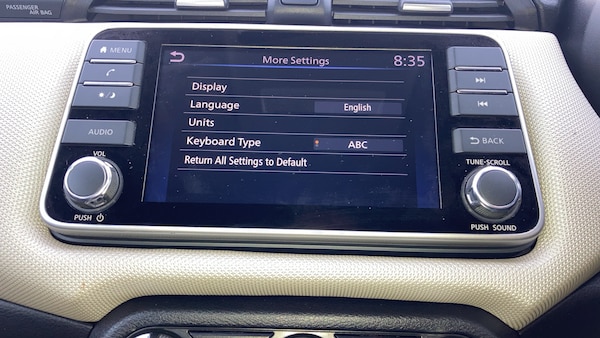 PASSENGER
AIR BAG
MENU
More Settings 8:35
Display
Language English
Units
Keyboard Type ABC
Return All Settings to Default
AUDIO
BACK
VOL
TUNE·SCROLL
PUSH
PUSH SOUND